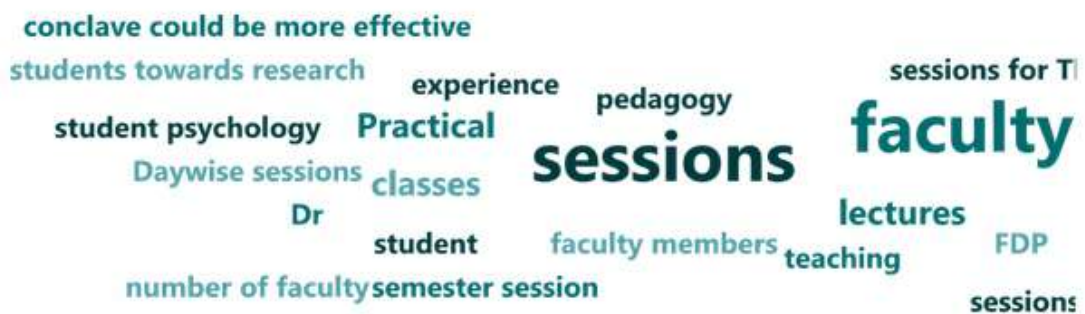 conclave could be more effective
students towards research
sessions for T
experience
pedagogy
faculty
student psychology
Practical
sessions
Daywise sessions
classes
Dr
lectures
student
faculty members
teaching
FDP
number of faculty
semester session
sessions